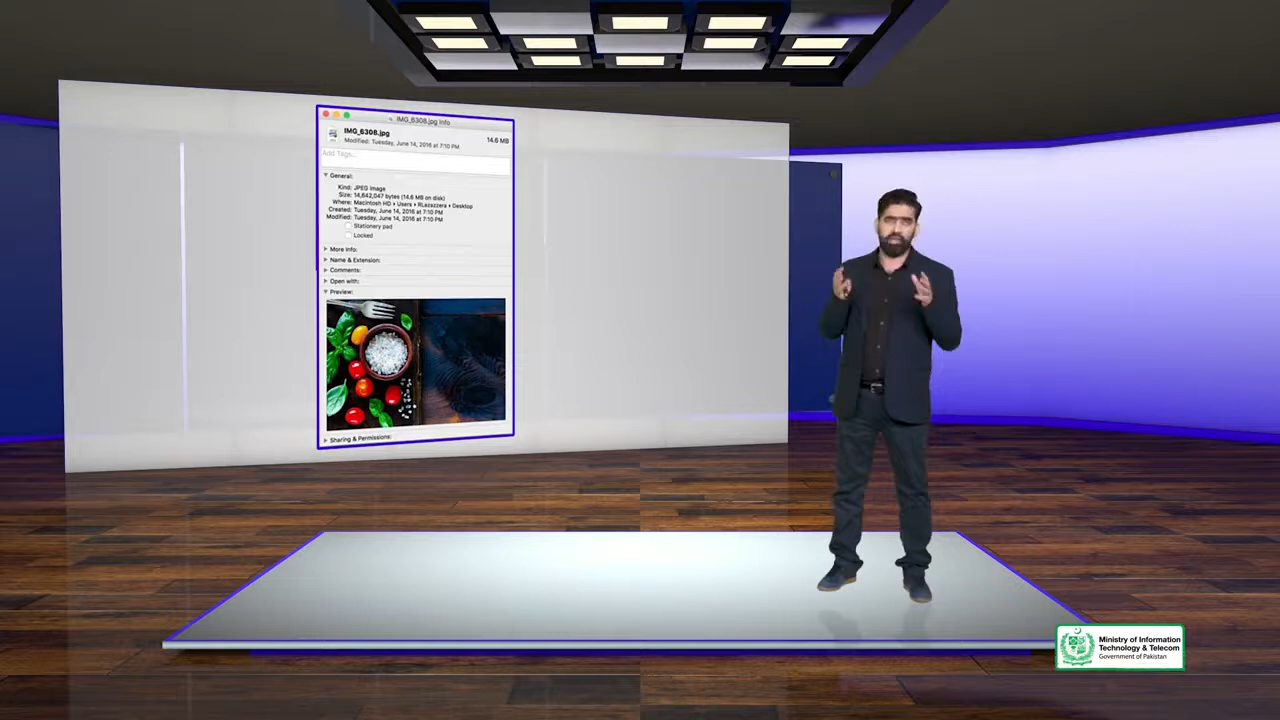 IMG_6308.jpg Info
IMG_6308.jpg
14.6 MB
Modified: Tuesday, June 14, 2016 at 7:10 PM
Add Tags...
General:
Kind: JPEG image
Size: 14,642,047 bytes (14.6 MB on disk)
Where: Macintosh HD ▸ Users ▸ RLazazzera ▸ Desktop
Created: Tuesday, June 14, 2016 at 7:10 PM
Modified: Tuesday, June 14, 2016 at 7:10 PM
Stationery pad
Locked
More Info:
Name & Extension:
Comments:
Open with:
Preview:
Sharing & Permissions:
Ministry of Information
Technology & Telecom
Government of Pakistan